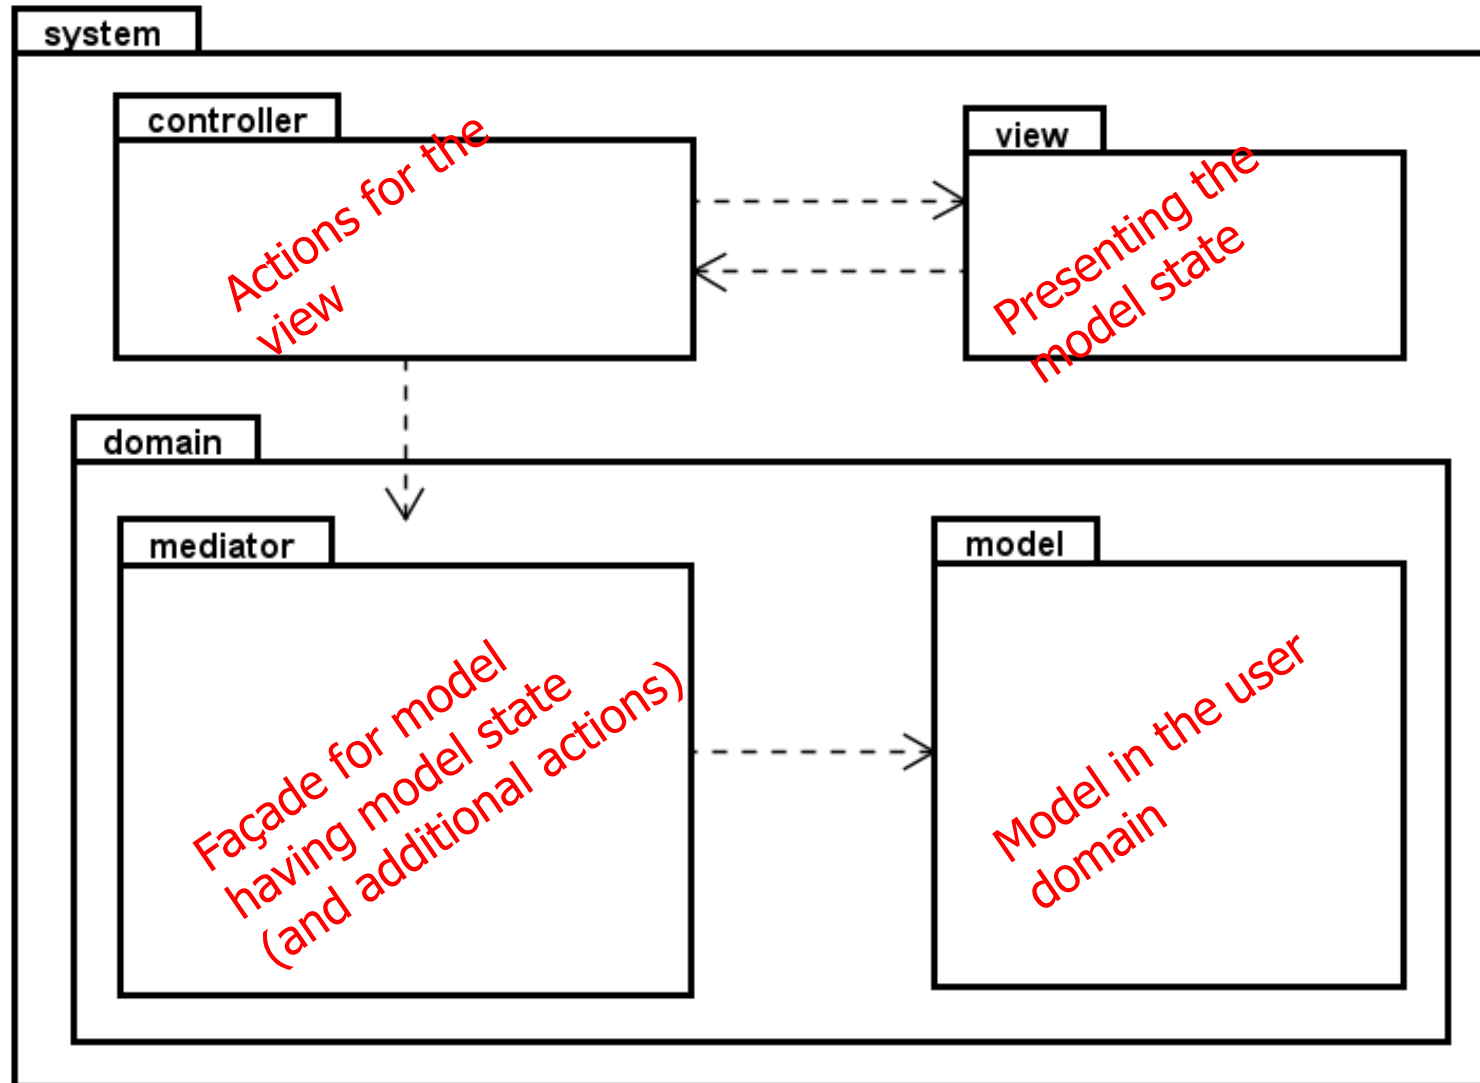 system
controller
Actions for the
view
view
Presenting the
model state
domain
mediator
Façade for model
having model state
(and additional actions)
model
Model in the user
domain